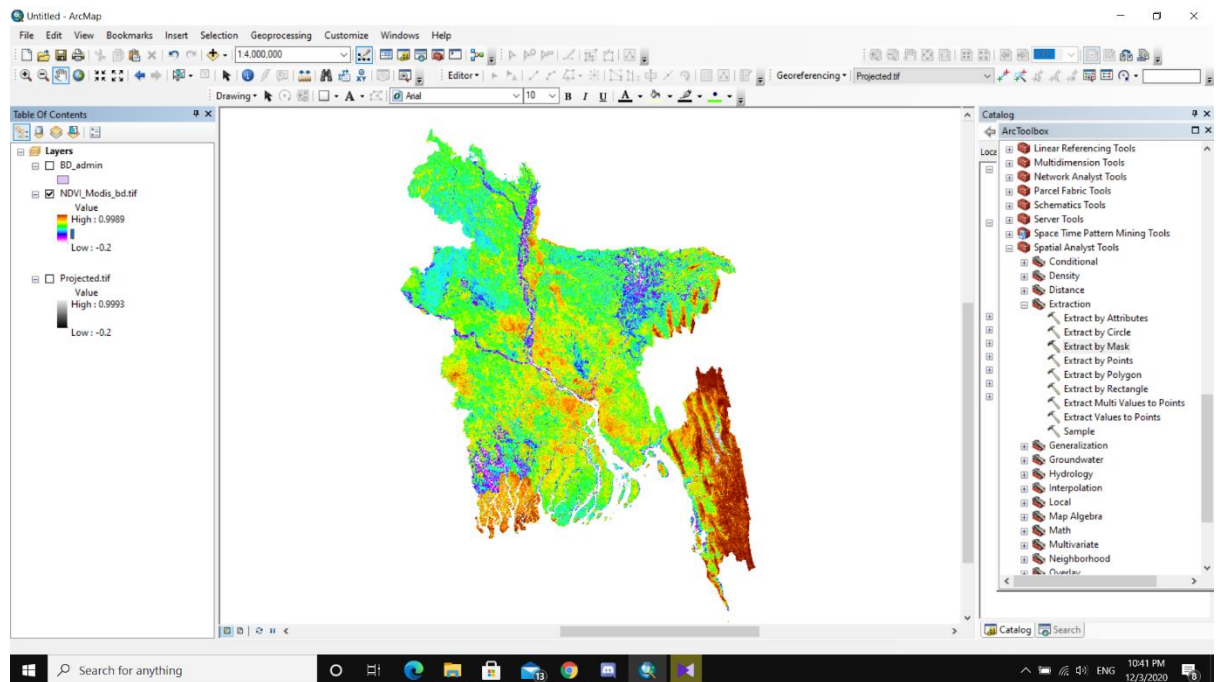 Untitled - ArcMap
File Edit View Bookmarks Insert Selection Geoprocessing Customize Windows Help
1:4,000,000
Editor
Georeferencing
Projected.tif
Drawing
A
Arial
10
B I U A
Table Of Contents
Layers
BD_admin
NDVI_Modis_bd.tif
Value
High : 0.9989
Low : -0.2
Projected.tif
Value
High : 0.9993
Low : -0.2
Catalog
ArcToolbox
Loca
Linear Referencing Tools
Multidimension Tools
Network Analyst Tools
Parcel Fabric Tools
Schematics Tools
Server Tools
Space Time Pattern Mining Tools
Spatial Analyst Tools
Conditional
Density
Distance
Extraction
Extract by Attributes
Extract by Circle
Extract by Mask
Extract by Points
Extract by Polygon
Extract by Rectangle
Extract Multi Values to Points
Extract Values to Points
Sample
Generalization
Groundwater
Hydrology
Interpolation
Local
Map Algebra
Math
Multivariate
Neighborhood
Overlay
Catalog Search
Search for anything
13
ENG
10:41 PM
12/3/2020
8